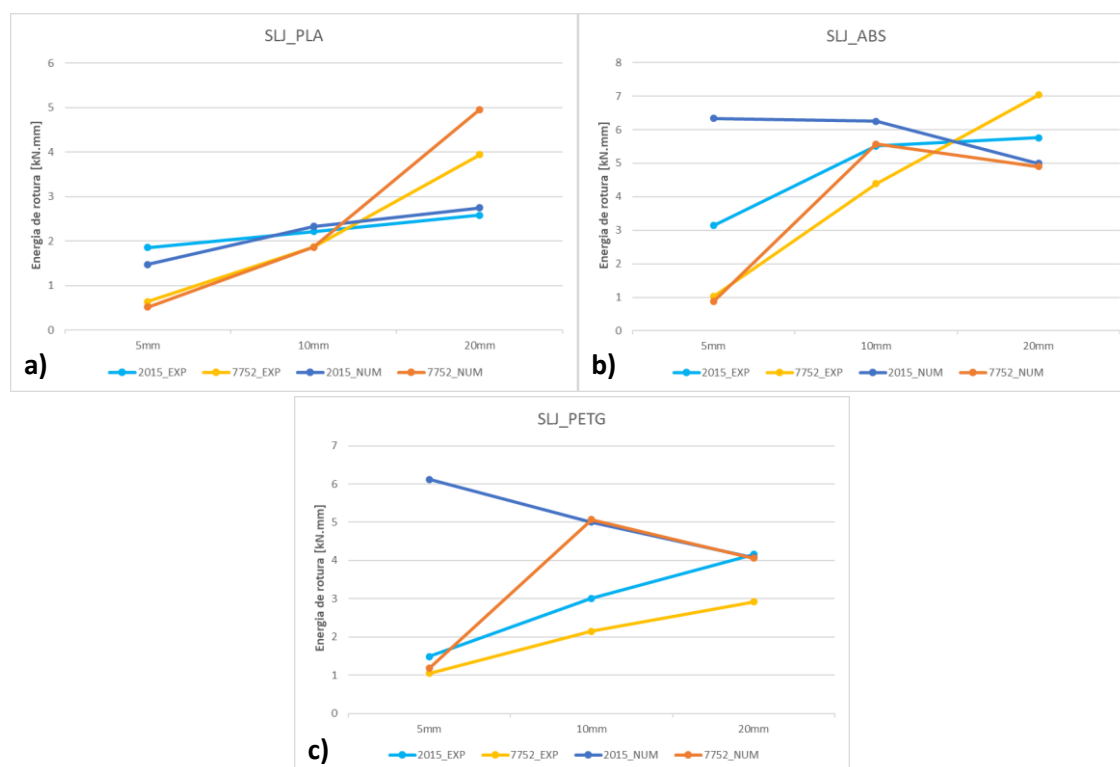 SLJ_PLA
Energia de rotura [kN.mm]
6
5
4
3
2
1
0
5mm 10mm 20mm
2015_EXP 7752_EXP 2015_NUM 7752_NUM
a)
SLJ_ABS
Energia de rotura [kN.mm]
8
7
6
5
4
3
2
1
0
5mm 10mm 20mm
2015_EXP 7752_EXP 2015_NUM 7752_NUM
b)
SLJ_PETG
Energia de rotura [kN.mm]
7
6
5
4
3
2
1
0
5mm 10mm 20mm
2015_EXP 7752_EXP 2015_NUM 7752_NUM
c)